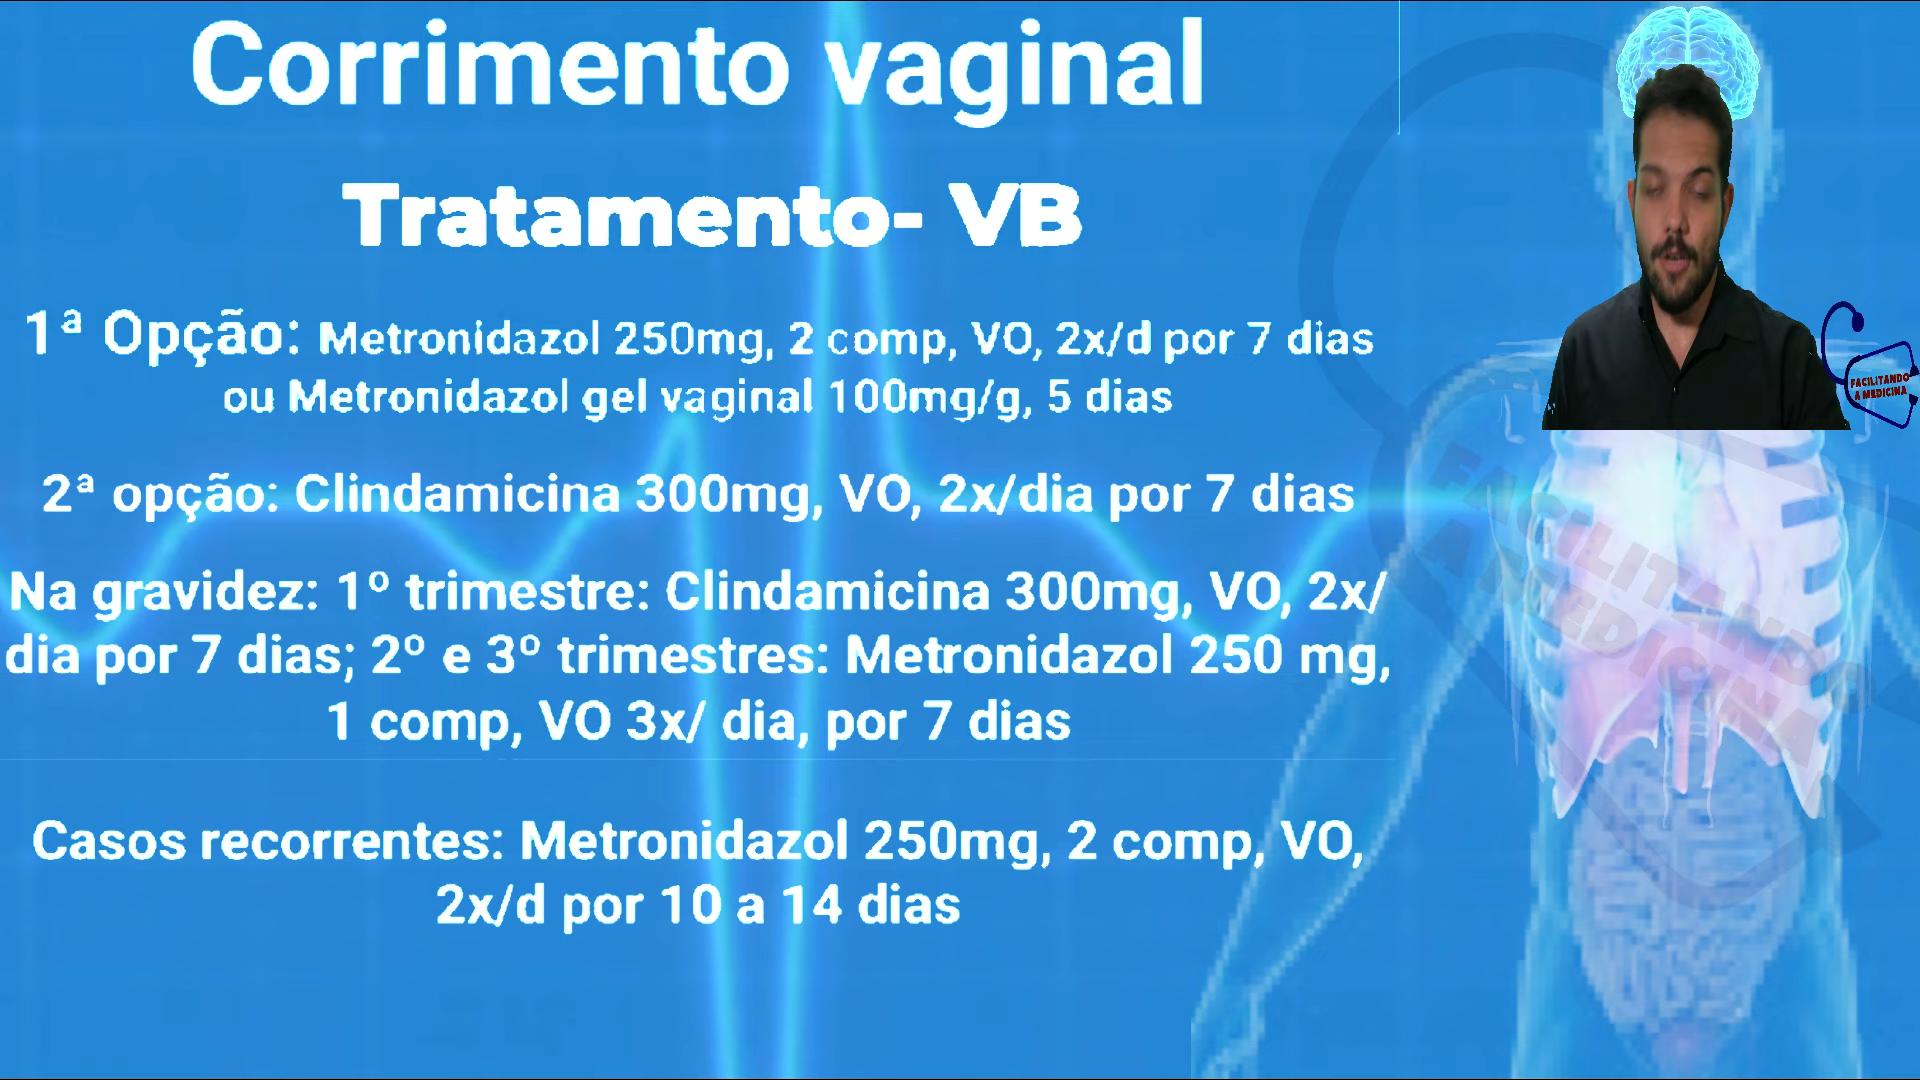 Corrimento vaginal
Tratamento- VB
1ª Opção: Metronidazol 250mg, 2 comp, VO, 2x/d por 7 dias
ou Metronidazol gel vaginal 100mg/g, 5 dias
2ª opção: Clindamicina 300mg, VO, 2x/dia por 7 dias
Na gravidez: 1º trimestre: Clindamicina 300mg, VO, 2x/
dia por 7 dias; 2º e 3º trimestres: Metronidazol 250 mg,
1 comp, VO 3x/ dia, por 7 dias
Casos recorrentes: Metronidazol 250mg, 2 comp, VO,
2x/d por 10 a 14 dias
FACILITANDO
A MEDICINA
FACILITANDO
A MEDICINA